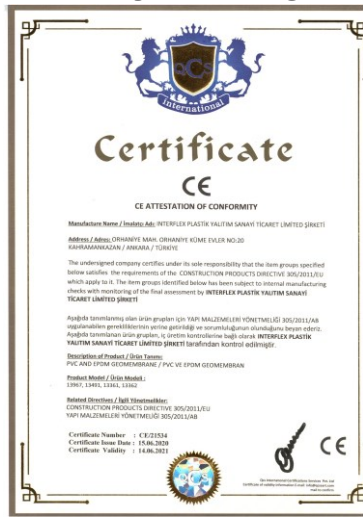 QCS
International
Certificate
CE
CE ATTESTATION OF CONFORMITY
Manufacture Name / İmalatçı Adı: INTERFLEX PLASTİK YALITIM SANAYİ TİCARET LİMİTED ŞİRKETİ
Address / Adres: ORHANİYE MAH. ORHANİYE KÜME EVLER NO:20
KAHRAMANKAZAN / ANKARA / TÜRKİYE
The undersigned company certifies under its sole responsibility that the item groups specified
below satisfies the requirements of the CONSTRUCTION PRODUCTS DIRECTIVE 305/2011/EU
which apply to it. The item groups identified below has been subject to internal manufacturing
checks with monitoring of the final assessment by INTERFLEX PLASTİK YALITIM SANAYİ
TİCARET LİMİTED ŞİRKETİ
Aşağıda tanımlanmış olan ürün grupları için YAPI MALZEMELERİ YÖNETMELİĞİ 305/2011/AB
uygulanabilen gerekliliklerinin yerine getirildiği ve sorumluluğunun olunduğunu beyan ederiz.
Aşağıda tanımlanan ürün grupları, iç üretim kontrollerine bağlı olarak INTERFLEX PLASTİK
YALITIM SANAYİ TİCARET LİMİTED ŞİRKETİ tarafından kontrol edilmiştir.
Description of Product / Ürün Tanımı:
PVC AND EPDM GEOMEMBRANE / PVC VE EPDM GEOMEMBRAN
Product Model / Ürün Modeli :
13967, 13491, 13361, 13362
Related Directives / İlgili Yönetmelikler:
CONSTRUCTION PRODUCTS DIRECTIVE 305/2011/EU
YAPI MALZEMELERİ YÖNETMELİĞİ 305/2011/AB
Certificate Number : CE/21534
Certificate Issue Date : 15.06.2020
Certificate Validity : 14.06.2021
CE